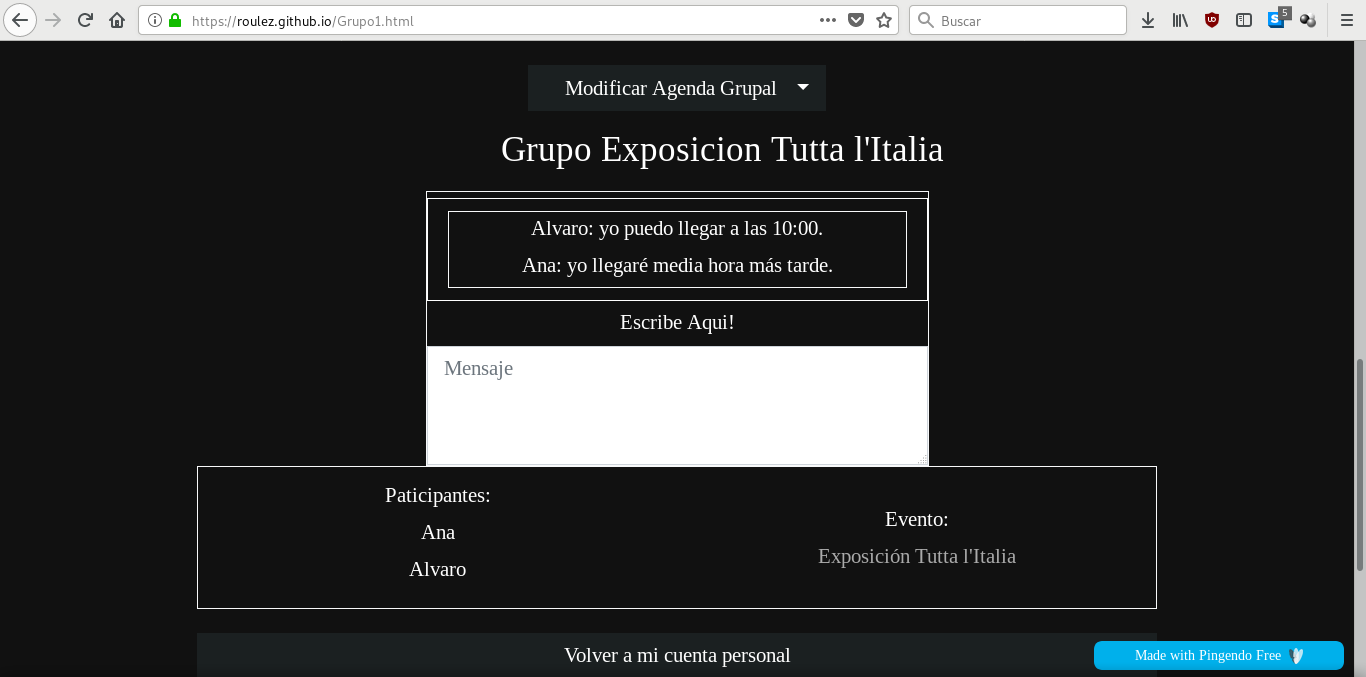 https://roulez.github.io/Grupo1.html
Buscar
5
Modificar Agenda Grupal
Grupo Exposicion Tutta l'Italia
Alvaro: yo puedo llegar a las 10:00.
Ana: yo llegaré media hora más tarde.
Escribe Aqui!
Mensaje
Paticipantes:
Ana
Alvaro
Evento:
Exposición Tutta l'Italia
Volver a mi cuenta personal
Made with Pingendo Free